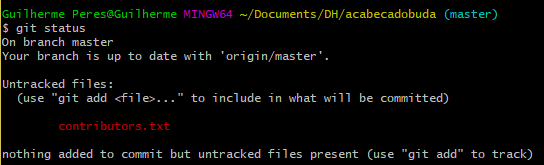 Guilherme Peres@Guilherme MINGW64 ~/Documents/DH/acabecadobuda (master)
$ git status
On branch master
Your branch is up to date with 'origin/master'.

Untracked files:
  (use "git add <file>..." to include in what will be committed)

        contributors.txt

nothing added to commit but untracked files present (use "git add" to track)